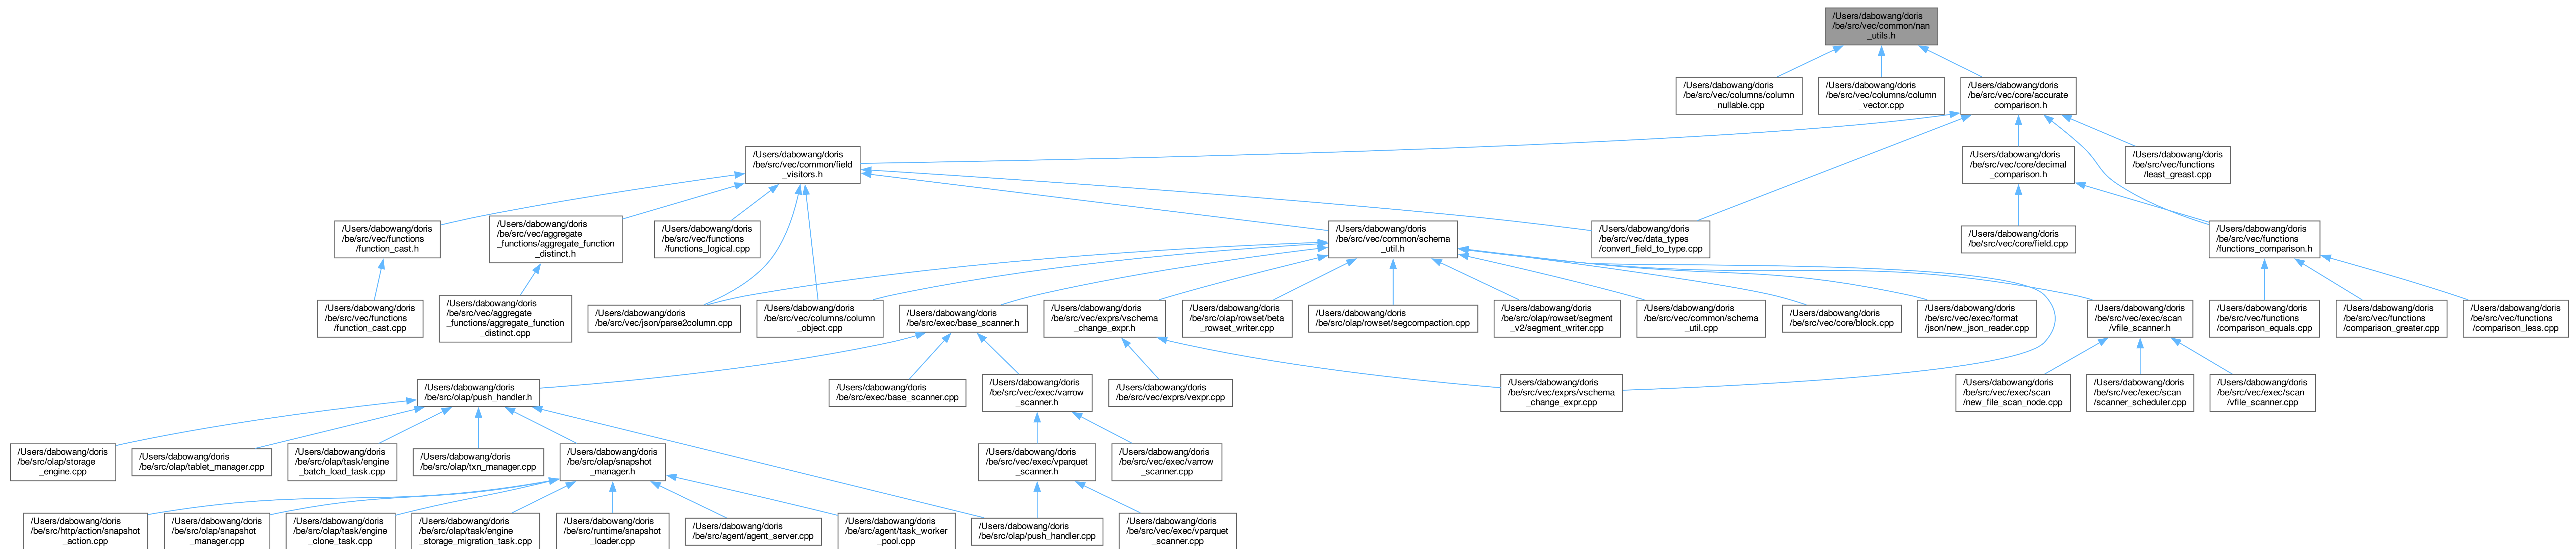 /Users/dabowang/doris
/be/src/vec/common/nan
_utils.h
/Users/dabowang/doris
/be/src/vec/columns/column
_nullable.cpp
/Users/dabowang/doris
/be/src/vec/columns/column
_vector.cpp
/Users/dabowang/doris
/be/src/vec/core/accurate
_comparison.h
/Users/dabowang/doris
/be/src/vec/common/field
_visitors.h
/Users/dabowang/doris
/be/src/vec/core/decimal
_comparison.h
/Users/dabowang/doris
/be/src/vec/functions
/least_greast.cpp
/Users/dabowang/doris
/be/src/vec/functions
/function_cast.h
/Users/dabowang/doris
/be/src/vec/aggregate
_functions/aggregate_function
_distinct.h
/Users/dabowang/doris
/be/src/vec/functions
/functions_logical.cpp
/Users/dabowang/doris
/be/src/vec/common/schema
_util.h
/Users/dabowang/doris
/be/src/vec/data_types
/convert_field_to_type.cpp
/Users/dabowang/doris
/be/src/vec/core/field.cpp
/Users/dabowang/doris
/be/src/vec/functions
/functions_comparison.h
/Users/dabowang/doris
/be/src/vec/functions
/function_cast.cpp
/Users/dabowang/doris
/be/src/vec/aggregate
_functions/aggregate_function
_distinct.cpp
/Users/dabowang/doris
/be/src/vec/json/parse2column.cpp
/Users/dabowang/doris
/be/src/vec/columns/column
_object.cpp
/Users/dabowang/doris
/be/src/exec/base_scanner.h
/Users/dabowang/doris
/be/src/vec/exprs/vschema
_change_expr.h
/Users/dabowang/doris
/be/src/olap/rowset/beta
_rowset_writer.cpp
/Users/dabowang/doris
/be/src/olap/rowset/segcompaction.cpp
/Users/dabowang/doris
/be/src/olap/rowset/segment
_v2/segment_writer.cpp
/Users/dabowang/doris
/be/src/vec/common/schema
_util.cpp
/Users/dabowang/doris
/be/src/vec/core/block.cpp
/Users/dabowang/doris
/be/src/vec/exec/format
/json/new_json_reader.cpp
/Users/dabowang/doris
/be/src/vec/exec/scan
/vfile_scanner.h
/Users/dabowang/doris
/be/src/vec/functions
/comparison_equals.cpp
/Users/dabowang/doris
/be/src/vec/functions
/comparison_greater.cpp
/Users/dabowang/doris
/be/src/vec/functions
/comparison_less.cpp
/Users/dabowang/doris
/be/src/olap/push_handler.h
/Users/dabowang/doris
/be/src/exec/base_scanner.cpp
/Users/dabowang/doris
/be/src/vec/exec/varrow
_scanner.h
/Users/dabowang/doris
/be/src/vec/exprs/vexpr.cpp
/Users/dabowang/doris
/be/src/vec/exprs/vschema
_change_expr.cpp
/Users/dabowang/doris
/be/src/vec/exec/scan
/new_file_scan_node.cpp
/Users/dabowang/doris
/be/src/vec/exec/scan
/scanner_scheduler.cpp
/Users/dabowang/doris
/be/src/vec/exec/scan
/vfile_scanner.cpp
/Users/dabowang/doris
/be/src/olap/storage
_engine.cpp
/Users/dabowang/doris
/be/src/olap/tablet_manager.cpp
/Users/dabowang/doris
/be/src/olap/task/engine
_batch_load_task.cpp
/Users/dabowang/doris
/be/src/olap/txn_manager.cpp
/Users/dabowang/doris
/be/src/olap/snapshot
_manager.h
/Users/dabowang/doris
/be/src/vec/exec/vparquet
_scanner.h
/Users/dabowang/doris
/be/src/vec/exec/varrow
_scanner.cpp
/Users/dabowang/doris
/be/src/http/action/snapshot
_action.cpp
/Users/dabowang/doris
/be/src/olap/snapshot
_manager.cpp
/Users/dabowang/doris
/be/src/olap/task/engine
_clone_task.cpp
/Users/dabowang/doris
/be/src/olap/task/engine
_storage_migration_task.cpp
/Users/dabowang/doris
/be/src/runtime/snapshot
_loader.cpp
/Users/dabowang/doris
/be/src/agent/agent_server.cpp
/Users/dabowang/doris
/be/src/agent/task_worker
_pool.cpp
/Users/dabowang/doris
/be/src/olap/push_handler.cpp
/Users/dabowang/doris
/be/src/vec/exec/vparquet
_scanner.cpp